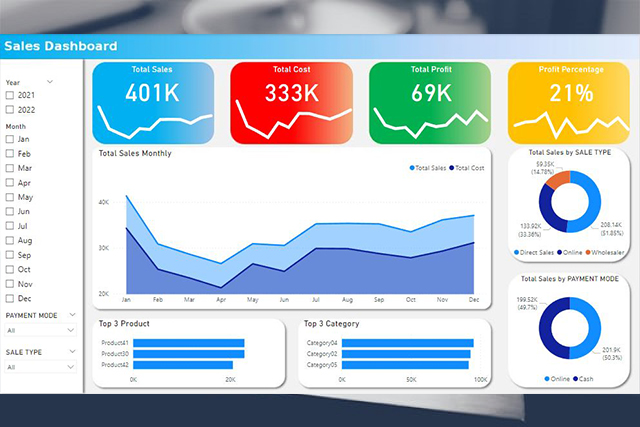 Sales Dashboard
Year
2021
2022
Month
Jan
Feb
Mar
Apr
May
Jun
Jul
Aug
Sep
Oct
Nov
Dec
PAYMENT MODE
All
SALE TYPE
All
Total Sales
401K
Total Cost
333K
Total Profit
69K
Profit Percentage
21%
Total Sales Monthly
Total Sales Total Cost
40K
30K
20K
Jan Feb Mar Apr May Jun Jul Aug Sep Oct Nov Dec
Total Sales by SALE TYPE
59.35K
(14.78%)
133.92K
(33.36%)
208.14K
(51.85%)
Direct Sales Online Wholesaler
Total Sales by PAYMENT MODE
199.52K
(49.7%)
201.9K
(50.3%)
Online Cash
Top 3 Product
Product41
Product30
Product42
0K 20K
Top 3 Category
Category04
Category02
Category05
0K 50K 100K